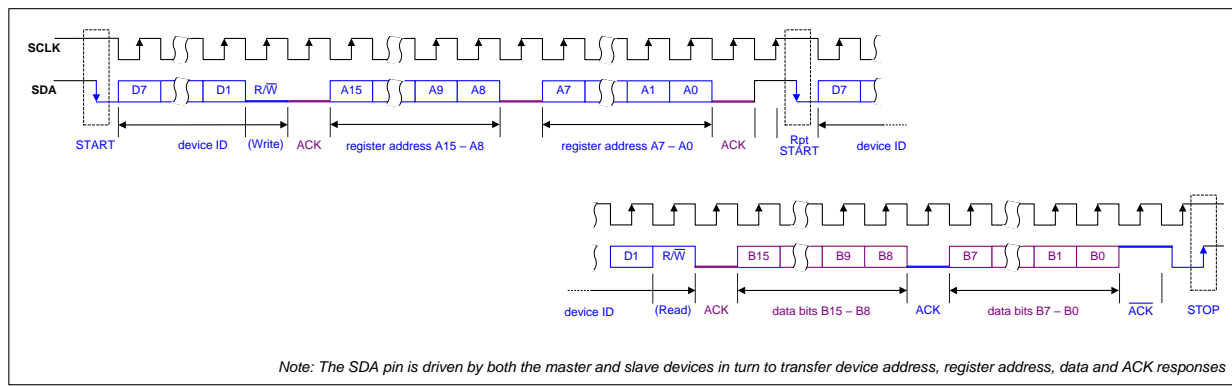 SCLK
SDA D7 D1 R/W̅ A15 A9 A8 A7 A1 A0 D7
START device ID (Write) ACK register address A15 – A8 register address A7 – A0 ACK Rpt START device ID
D1 R/W̅ B15 B9 B8 B7 B1 B0
device ID (Read) ACK data bits B15 – B8 ACK data bits B7 – B0 A̅C̅K̅ STOP
Note: The SDA pin is driven by both the master and slave devices in turn to transfer device address, register address, data and ACK responses